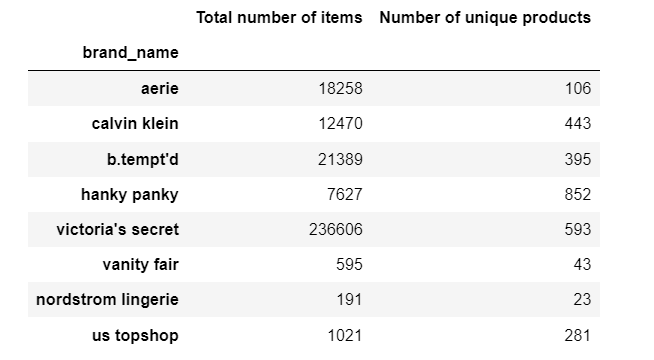 Total number of items Number of unique products
brand_name
aerie 18258 106
calvin klein 12470 443
b.tempt'd 21389 395
hanky panky 7627 852
victoria's secret 236606 593
vanity fair 595 43
nordstrom lingerie 191 23
us topshop 1021 281